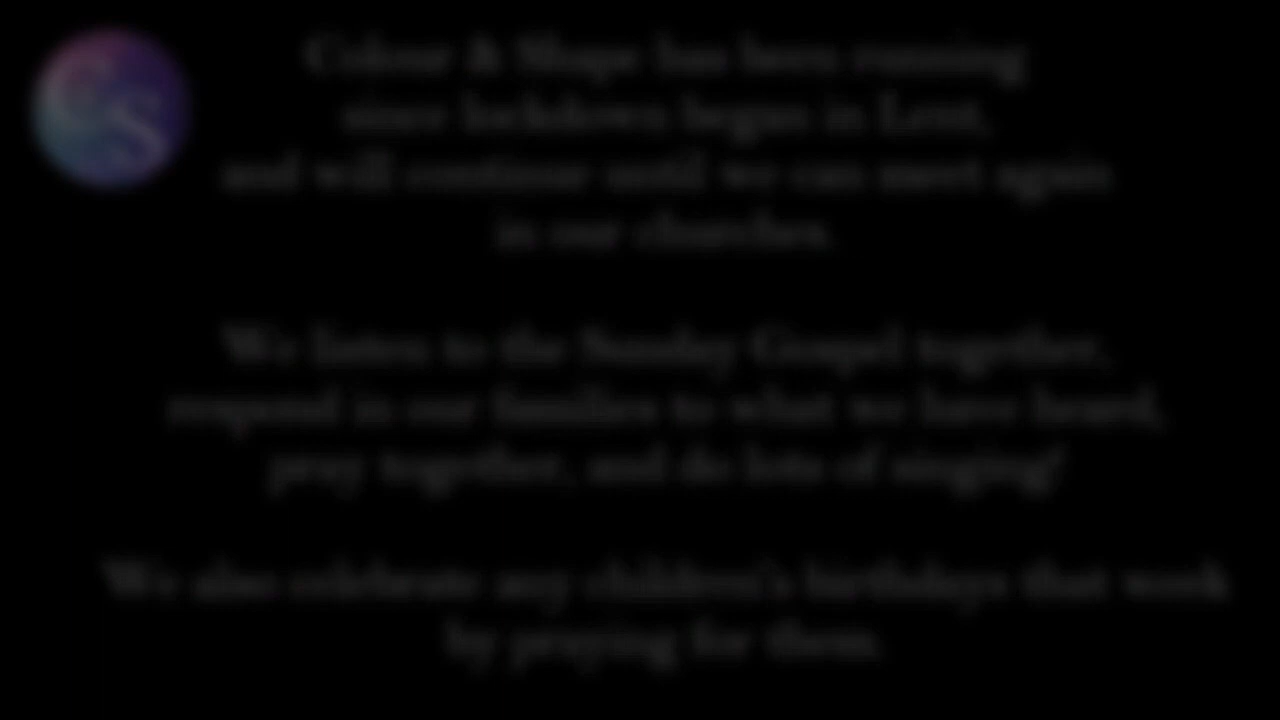 CS
Colour & Shape has been running
since lockdown began in Lent,
and will continue until we can meet again
in our churches.
We listen to the Sunday Gospel together,
respond in our families to what we have heard,
pray together, and do lots of singing!
We also celebrate any children's birthdays that week
by praying for them.